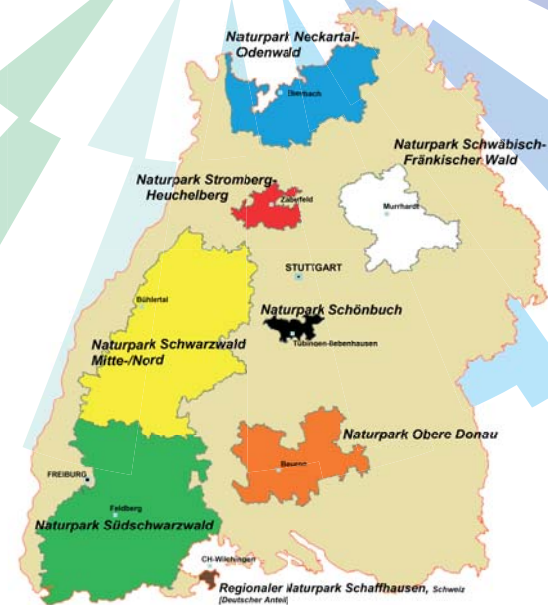 Naturpark Neckartal-
Odenwald
Eberbach
Naturpark Schwäbisch-
Fränkischer Wald
Naturpark Stromberg-
Heuchelberg
Zaberfeld
Murrhardt
STUTTGART
Bühlertal
Naturpark Schönbuch
Tübingen-Bebenhausen
Naturpark Schwarzwald
Mitte-/Nord
Naturpark Obere Donau
Beuron
FREIBURG
Feldberg
Naturpark Südschwarzwald
CH-Wilchingen
Regionaler Naturpark Schaffhausen, Schweiz
[Deutscher Anteil]